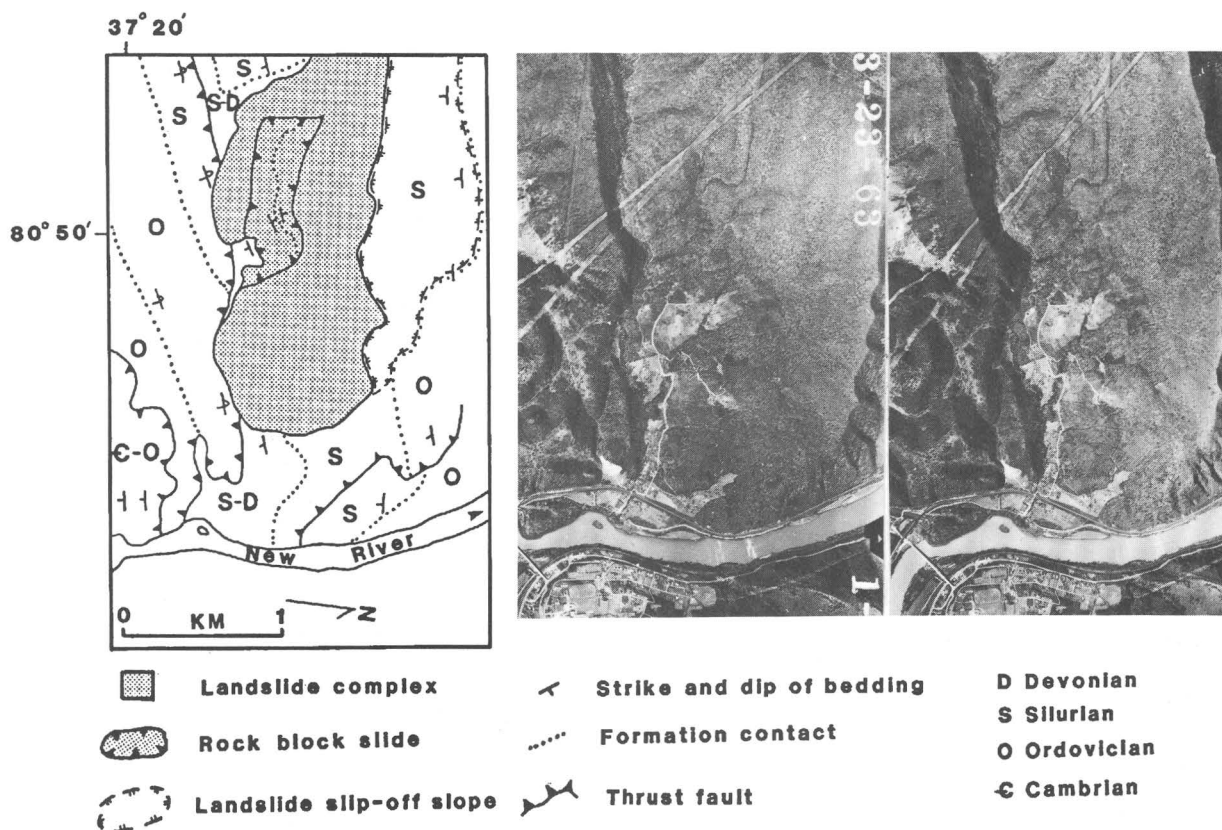 37° 20'
80° 50'
S
S
S-D
S
O
O
O
Є-O
S-D
S
S
O
New River
0 KM 1
N
3-23-63
1-
Landslide complex
Rock block slide
Landslide slip-off slope
Strike and dip of bedding
Formation contact
Thrust fault
D Devonian
S Silurian
O Ordovician
Є Cambrian